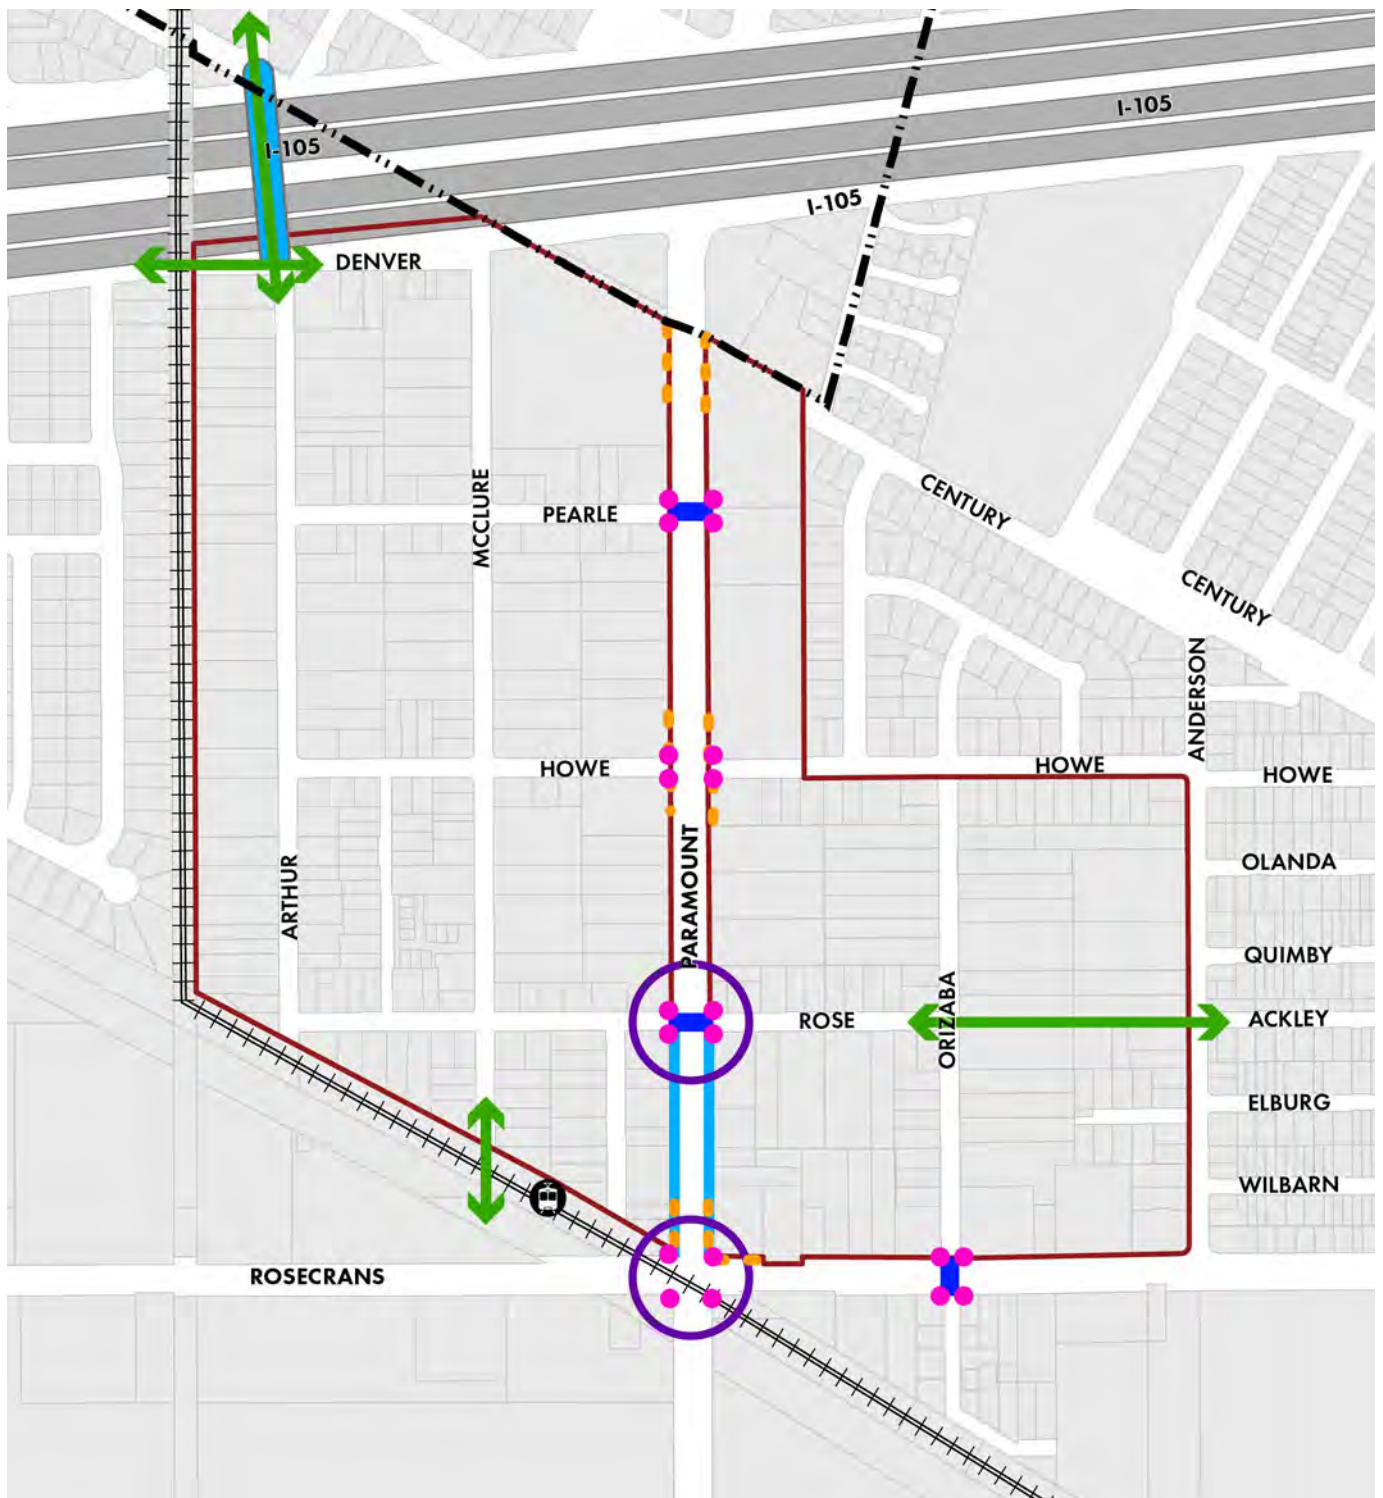 I-105
I-105
I-105
DENVER
MCCLURE
PEARLE
CENTURY
CENTURY
ANDERSON
HOWE
HOWE
HOWE
PARAMOUNT
ARTHUR
OLANDA
QUIMBY
ORIZABA
ROSE
ACKLEY
ELBURG
WILBARN
ROSECRANS